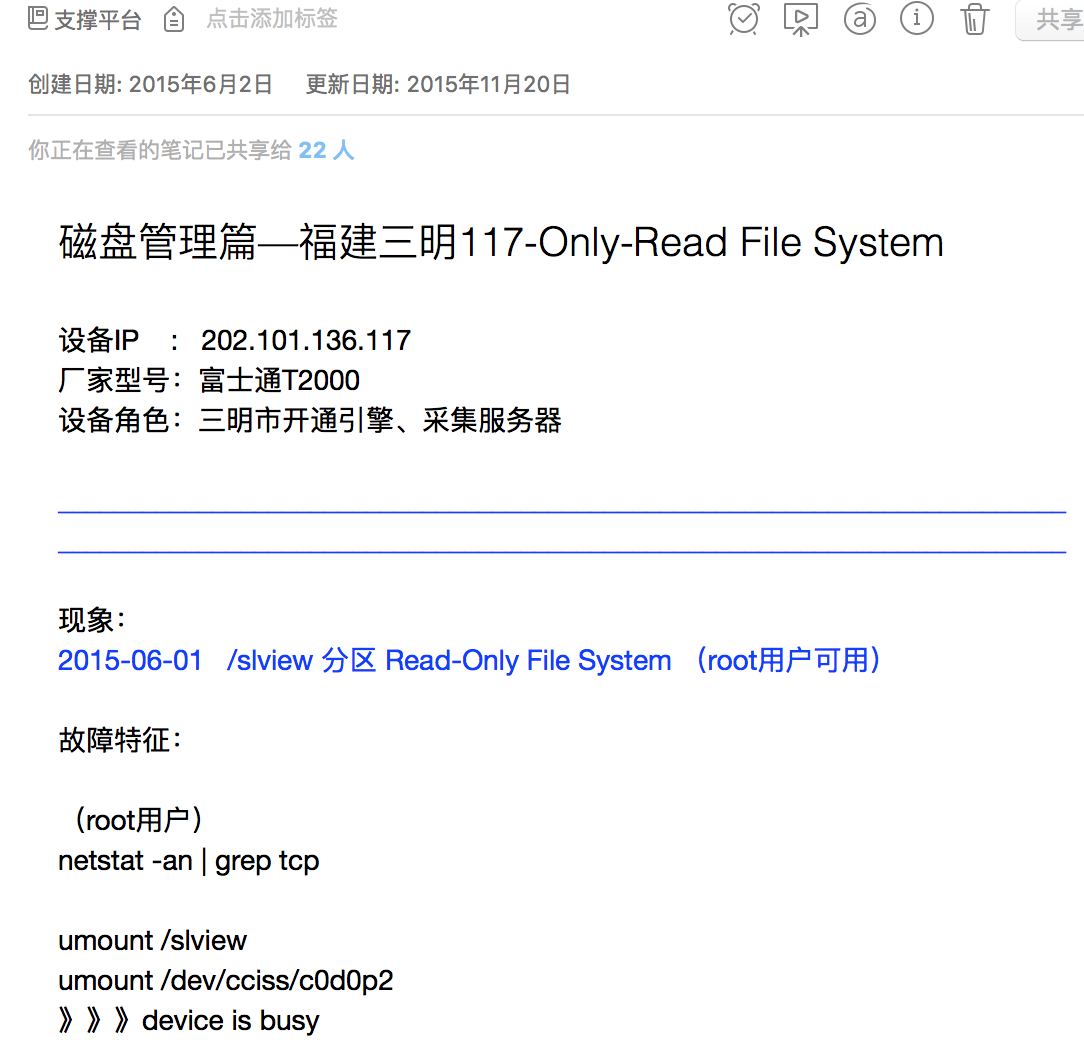 支撑平台 点击添加标签 共享
创建日期: 2015年6月2日 更新日期: 2015年11月20日
你正在查看的笔记已共享给 22 人
磁盘管理篇—福建三明117-Only-Read File System
设备IP ： 202.101.136.117
厂家型号：富士通T2000
设备角色：三明市开通引擎、采集服务器
现象：
2015-06-01 /slview 分区 Read-Only File System （root用户可用）
故障特征：
（root用户）
netstat -an | grep tcp
umount /slview
umount /dev/cciss/c0d0p2
》》》device is busy